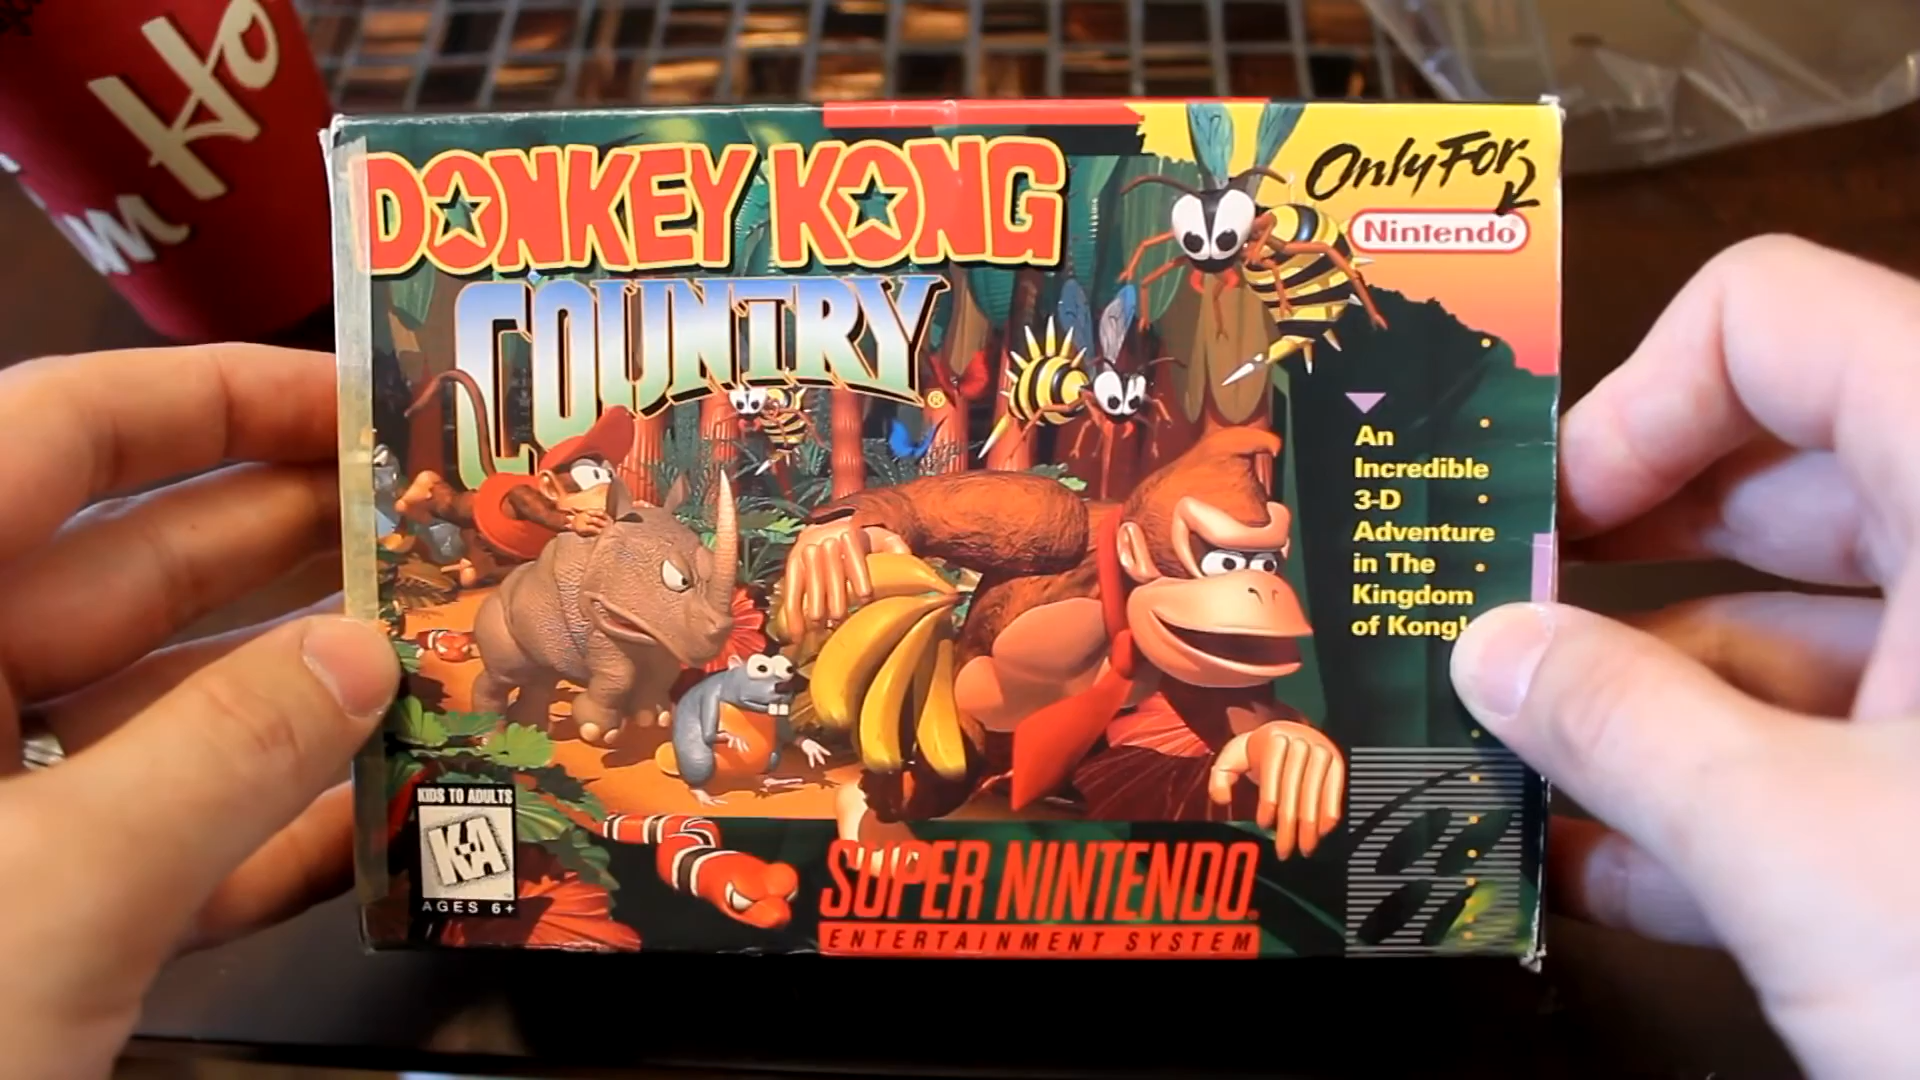 m Ho
DONKEY KONG
COUNTRY®
Only For
Nintendo®
An
Incredible
3-D
Adventure
in The
Kingdom
of Kong!
KIDS TO ADULTS
K-A
AGES 6+
SUPER NINTENDO®
ENTERTAINMENT SYSTEM